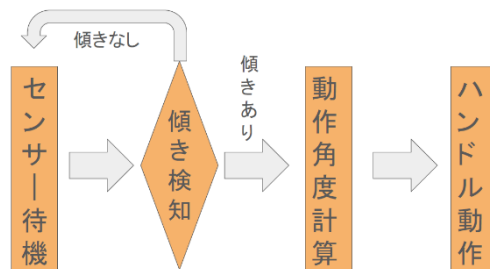 傾きなし
センサー待機
傾き検知
傾きあり
動作角度計算
ハンドル動作